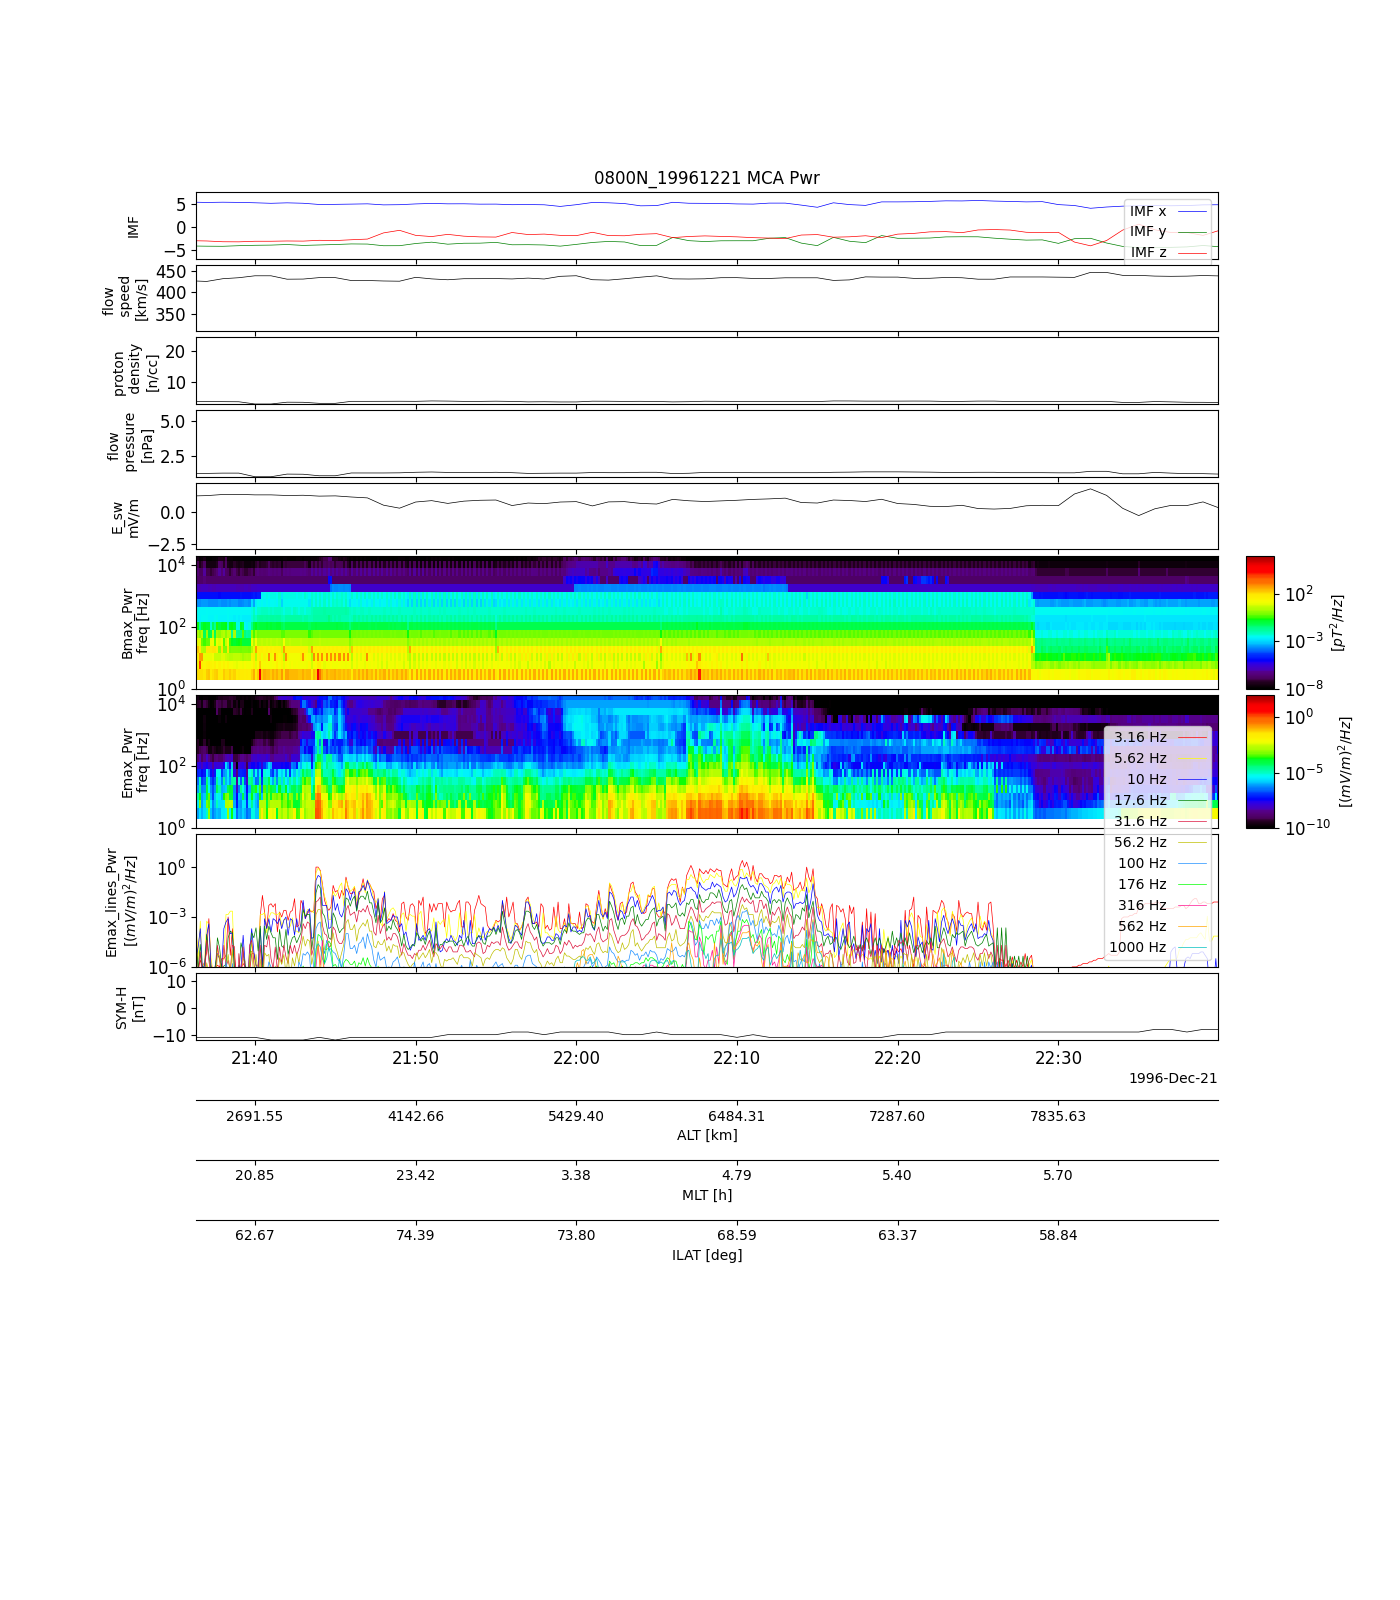 0800N_19961221 MCA Pwr
5
0
−5
IMF
IMF x
IMF y
IMF z
450
400
350
flow
speed
[km/s]
20
10
proton
density
[n/cc]
5.0
2.5
flow
pressure
[nPa]
0.0
−2.5
E_sw
mV/m
10^4
10^2
10^0
Bmax_Pwr
freq [Hz]
10^2
10^−3
10^−8
[pT^2/Hz]
10^4
10^2
10^0
Emax_Pwr
freq [Hz]
10^0
10^−5
10^−10
[(mV/m)^2/Hz]
3.16 Hz
5.62 Hz
10 Hz
17.6 Hz
31.6 Hz
56.2 Hz
100 Hz
176 Hz
316 Hz
562 Hz
1000 Hz
10^0
10^−3
10^−6
Emax_lines_Pwr
[(mV/m)^2/Hz]
10
0
−10
SYM-H
[nT]
21:40 21:50 22:00 22:10 22:20 22:30
1996-Dec-21
2691.55 4142.66 5429.40 6484.31 7287.60 7835.63
ALT [km]
20.85 23.42 3.38 4.79 5.40 5.70
MLT [h]
62.67 74.39 73.80 68.59 63.37 58.84
ILAT [deg]